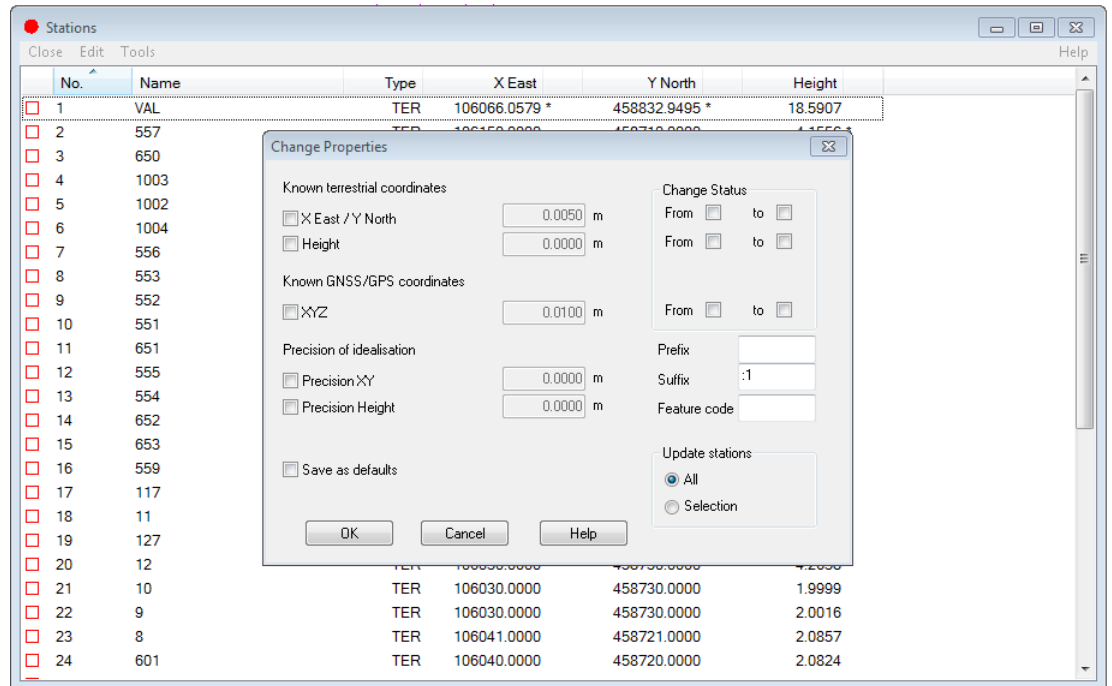 Stations
Close Edit Tools Help
No. Name Type X East Y North Height
1 VAL TER 106066.0579 * 458832.9495 * 18.5907
2 557
3 650
4 1003
5 1002
6 1004
7 556
8 553
9 552
10 551
11 651
12 555
13 554
14 652
15 653
16 559
17 117
18 11
19 127
20 12
21 10 TER 106030.0000 458730.0000 1.9999
22 9 TER 106030.0000 458730.0000 2.0016
23 8 TER 106041.0000 458721.0000 2.0857
24 601 TER 106040.0000 458720.0000 2.0824
Change Properties
Known terrestrial coordinates
X East / Y North 0.0050 m
Height 0.0000 m
Known GNSS/GPS coordinates
XYZ 0.0100 m
Precision of idealisation
Precision XY 0.0000 m
Precision Height 0.0000 m
Save as defaults
OK Cancel Help
Change Status
From to
From to
From to
Prefix
Suffix :1
Feature code
Update stations
All
Selection